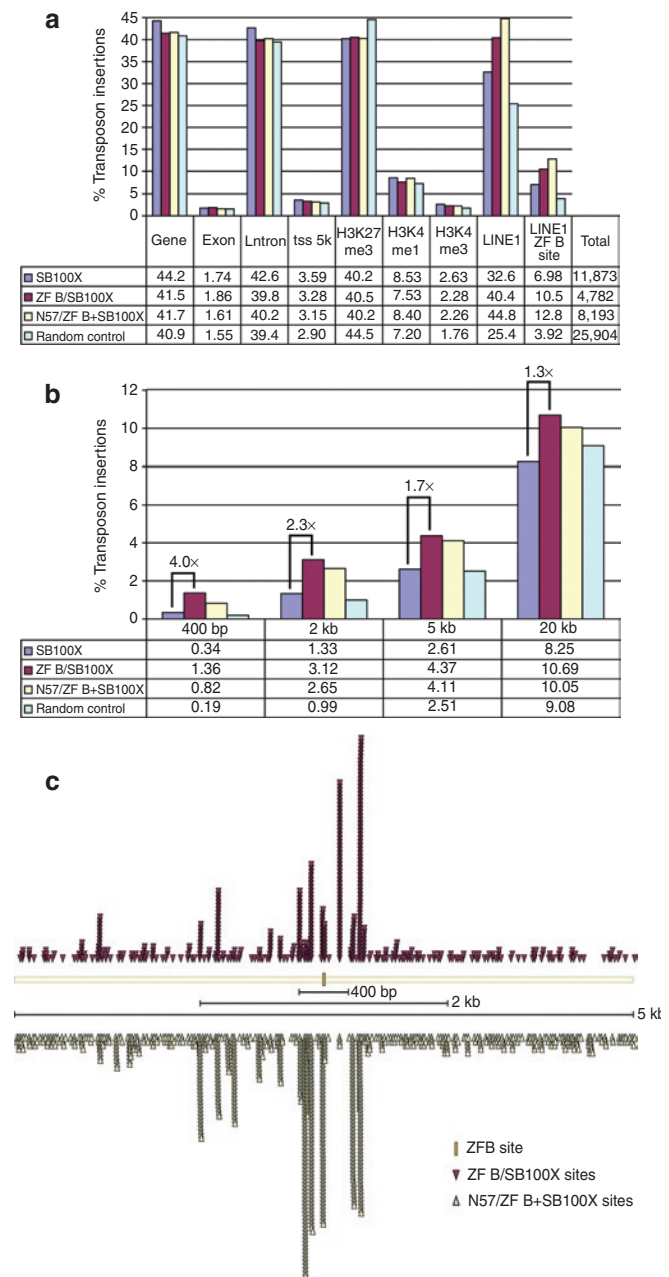 a
% Transposon insertions
45
40
35
30
25
20
15
10
5
0
Gene Exon Lntron tss 5k H3K27 me3 H3K4 me1 H3K4 me3 LINE1 LINE1 ZF B site Total
SB100X 44.2 1.74 42.6 3.59 40.2 8.53 2.63 32.6 6.98 11,873
ZF B/SB100X 41.5 1.86 39.8 3.28 40.5 7.53 2.28 40.4 10.5 4,782
N57/ZF B+SB100X 41.7 1.61 40.2 3.15 40.2 8.40 2.26 44.8 12.8 8,193
Random control 40.9 1.55 39.4 2.90 44.5 7.20 1.76 25.4 3.92 25,904
b
% Transposon insertions
12
10
8
6
4
2
0
4.0×
2.3×
1.7×
1.3×
400 bp 2 kb 5 kb 20 kb
SB100X 0.34 1.33 2.61 8.25
ZF B/SB100X 1.36 3.12 4.37 10.69
N57/ZF B+SB100X 0.82 2.65 4.11 10.05
Random control 0.19 0.99 2.51 9.08
c
400 bp
2 kb
5 kb
ZFB site
ZF B/SB100X sites
N57/ZF B+SB100X sites